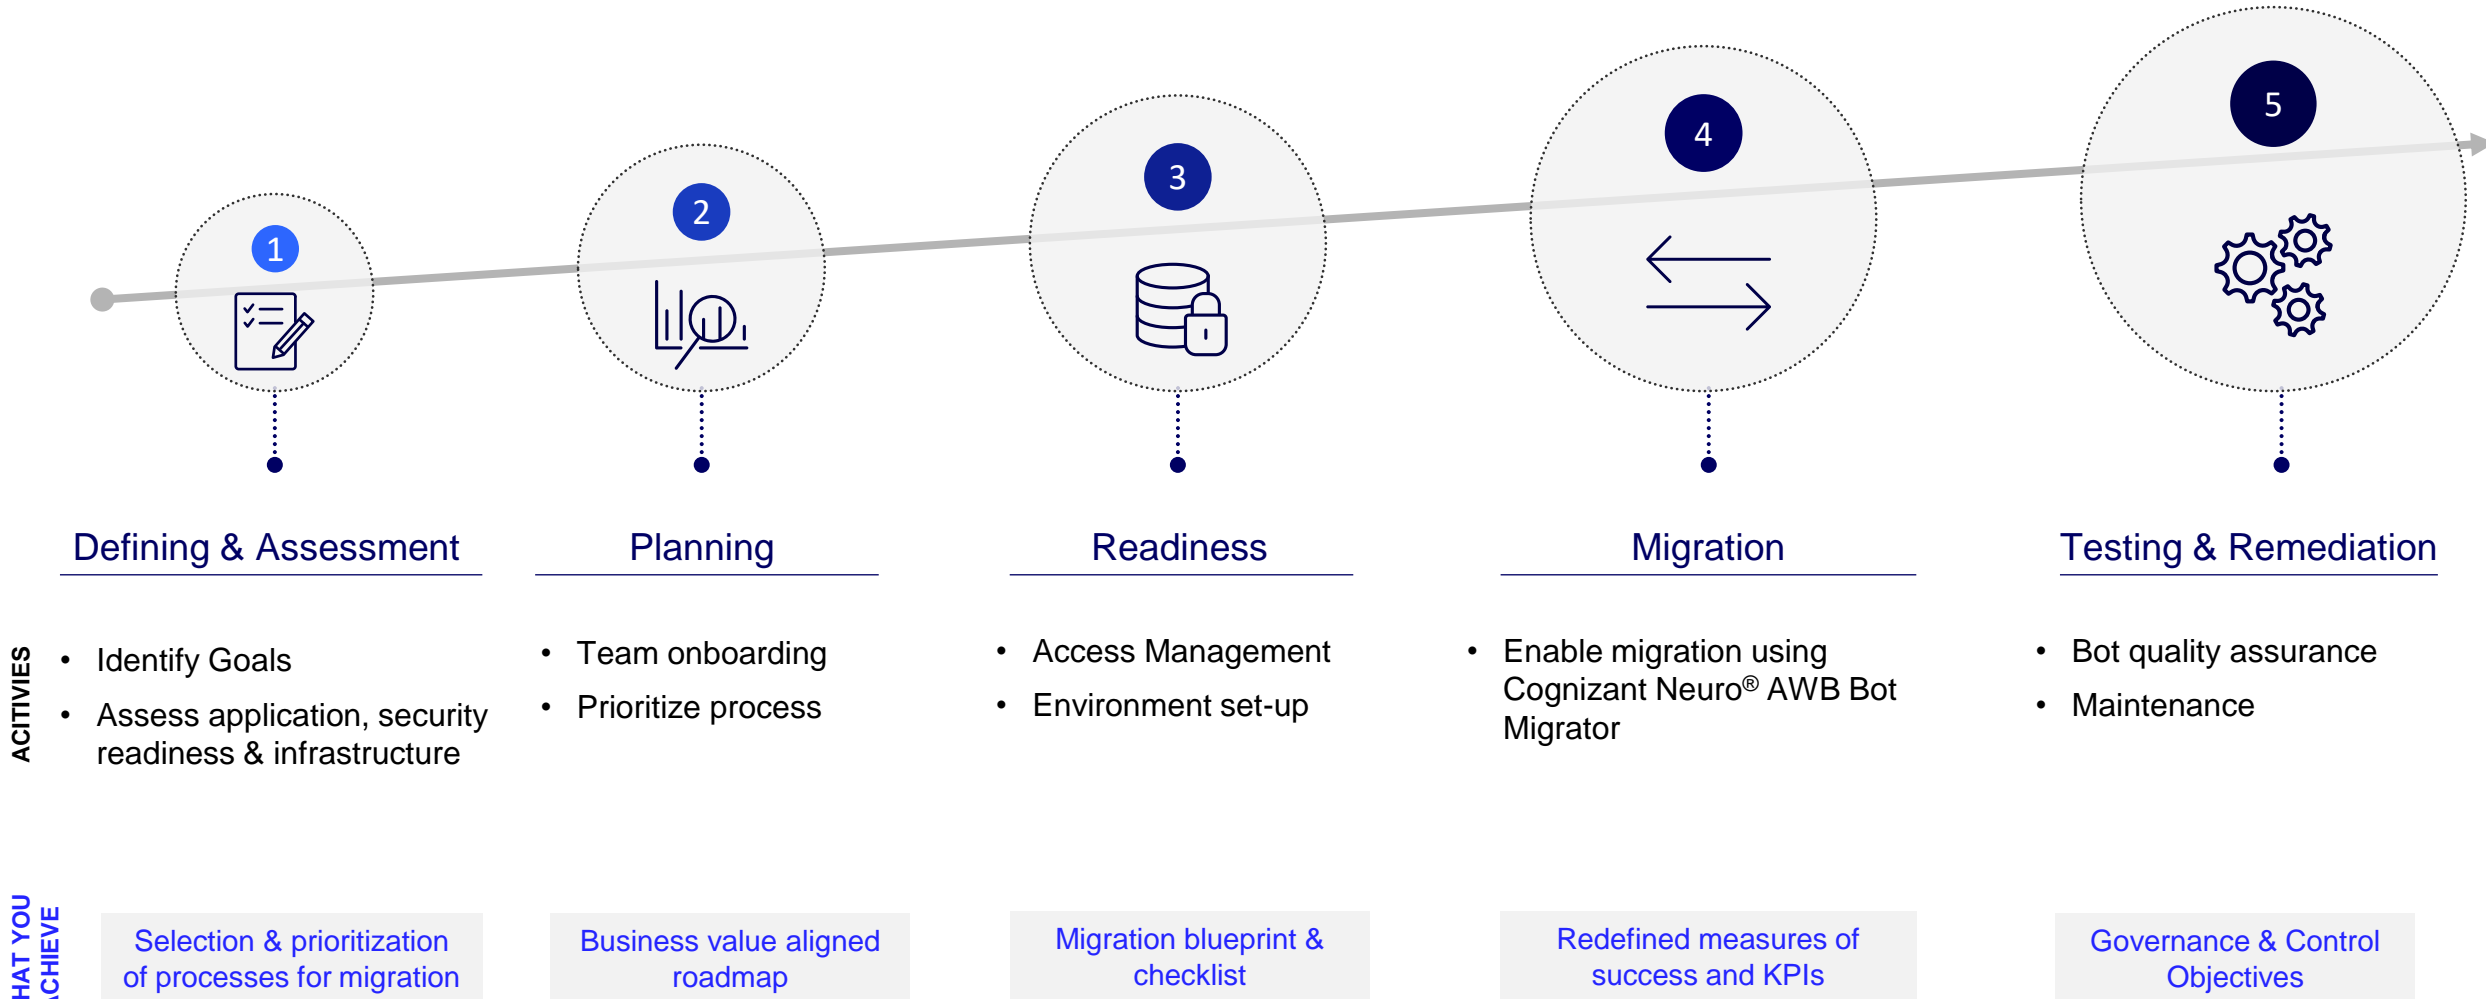 1
2
3
4
5
Defining & Assessment
Planning
Readiness
Migration
Testing & Remediation
ACITIVIES
• Identify Goals
• Assess application, security
readiness & infrastructure
• Team onboarding
• Prioritize process
• Access Management
• Environment set-up
• Enable migration using
Cognizant Neuro® AWB Bot
Migrator
• Bot quality assurance
• Maintenance
HAT YOU
ACHIEVE
Selection & prioritization
of processes for migration
Business value aligned
roadmap
Migration blueprint &
checklist
Redefined measures of
success and KPIs
Governance & Control
Objectives